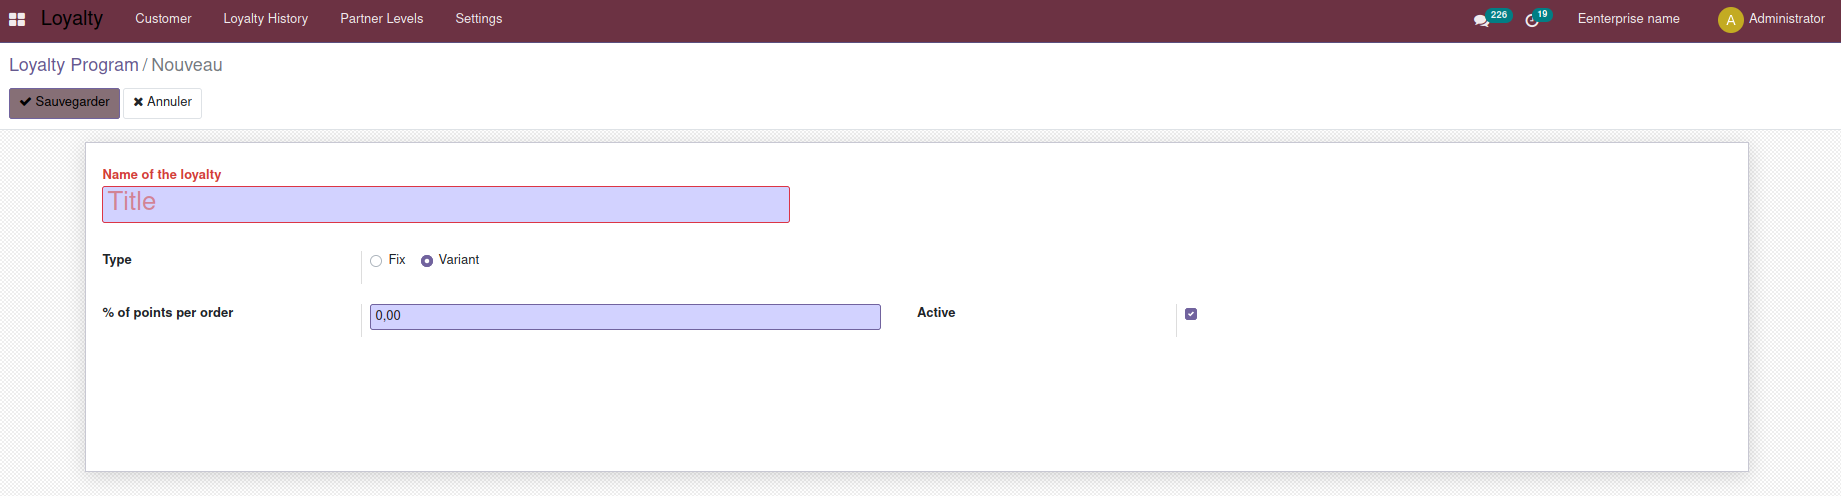 Loyalty Customer Loyalty History Partner Levels Settings 226 19 Eenterprise name A Administrator
Loyalty Program / Nouveau
Sauvegarder Annuler
Name of the loyalty
Title
Type Fix Variant
% of points per order 0,00 Active